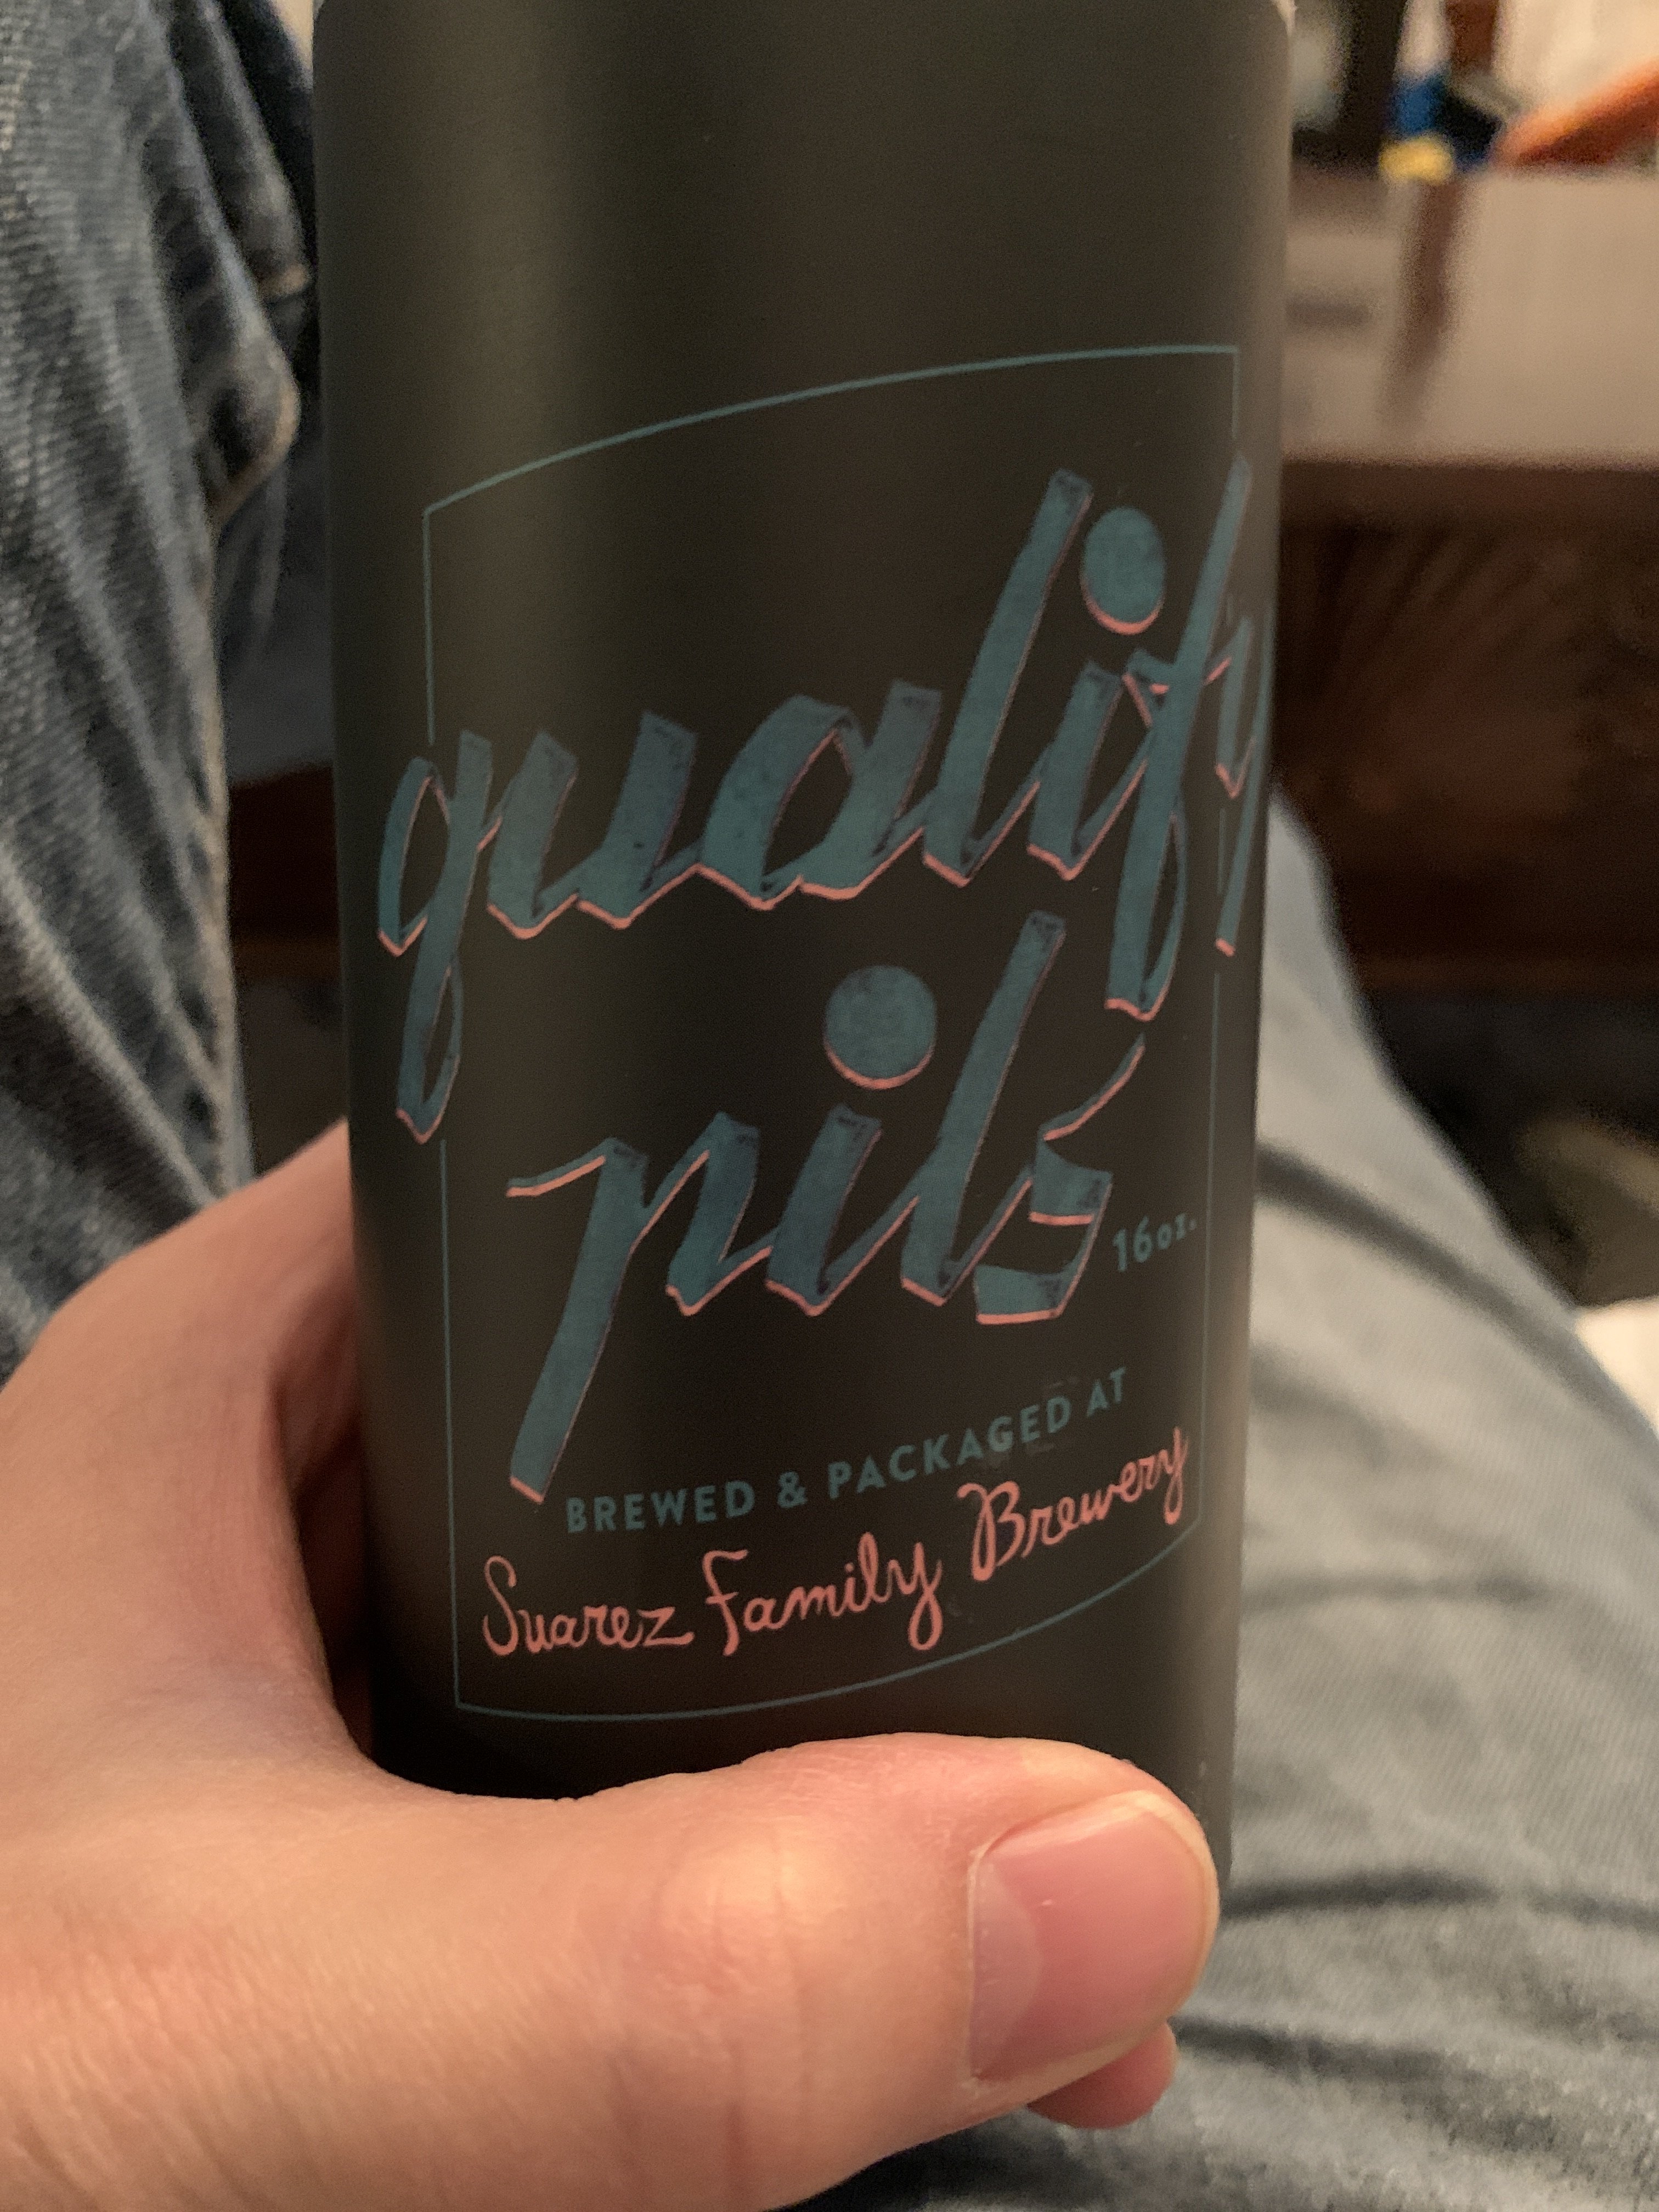 qualify
pils
16oz.
BREWED & PACKAGED AT
Suarez Family Brewery